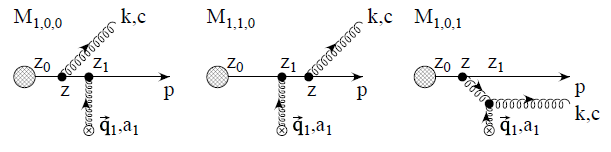 M1,0,0
k,c
z0
z1
z
p
q⃗1,a1
M1,1,0
k,c
z0
z1
z
p
q⃗1,a1
M1,0,1
z0
z
z1
p
k,c
q⃗1,a1